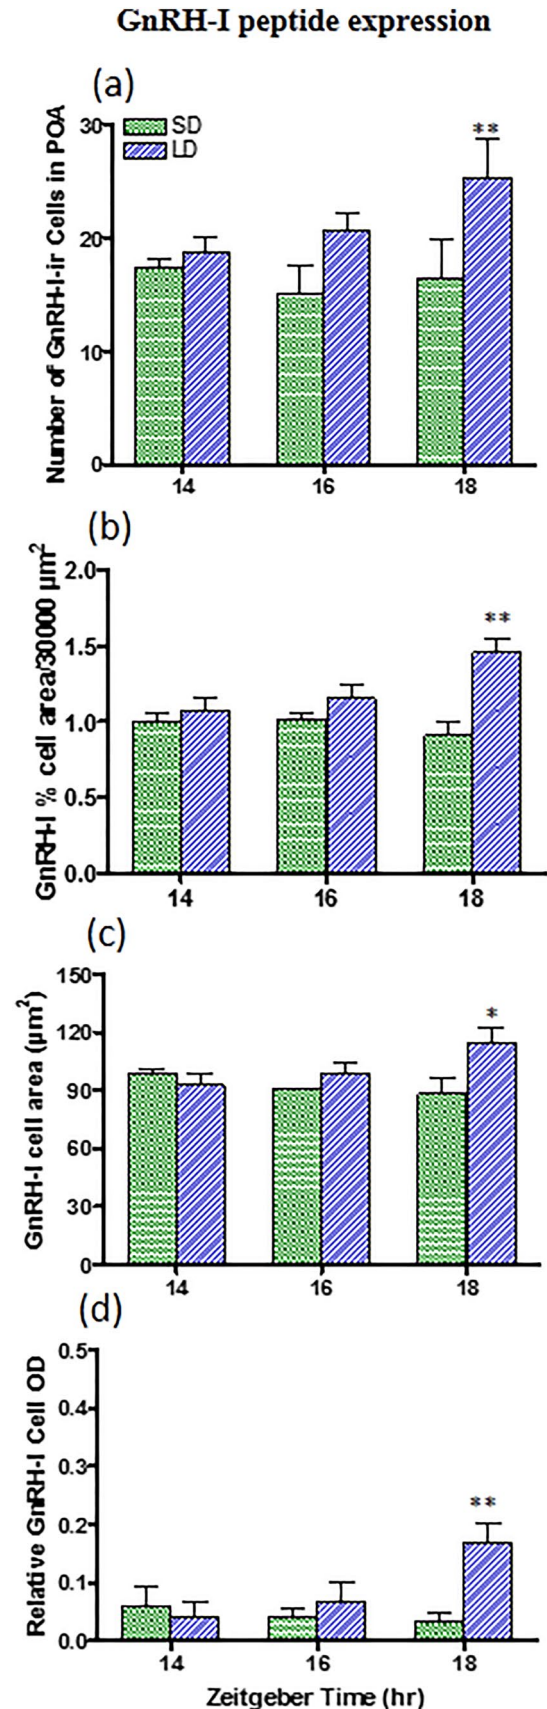 GnRH-I peptide expression
(a)
Number of GnRH-I-ir Cells in POA
30
20
10
0
SD
LD
**
14 16 18
(b)
GnRH-I % cell area/30000 µm²
2.0
1.5
1.0
0.5
0.0
**
14 16 18
(c)
GnRH-I cell area (µm²)
150
120
90
60
30
0
*
14 16 18
(d)
Relative GnRH-I Cell OD
0.5
0.4
0.3
0.2
0.1
0.0
**
14 16 18
Zeitgeber Time (hr)